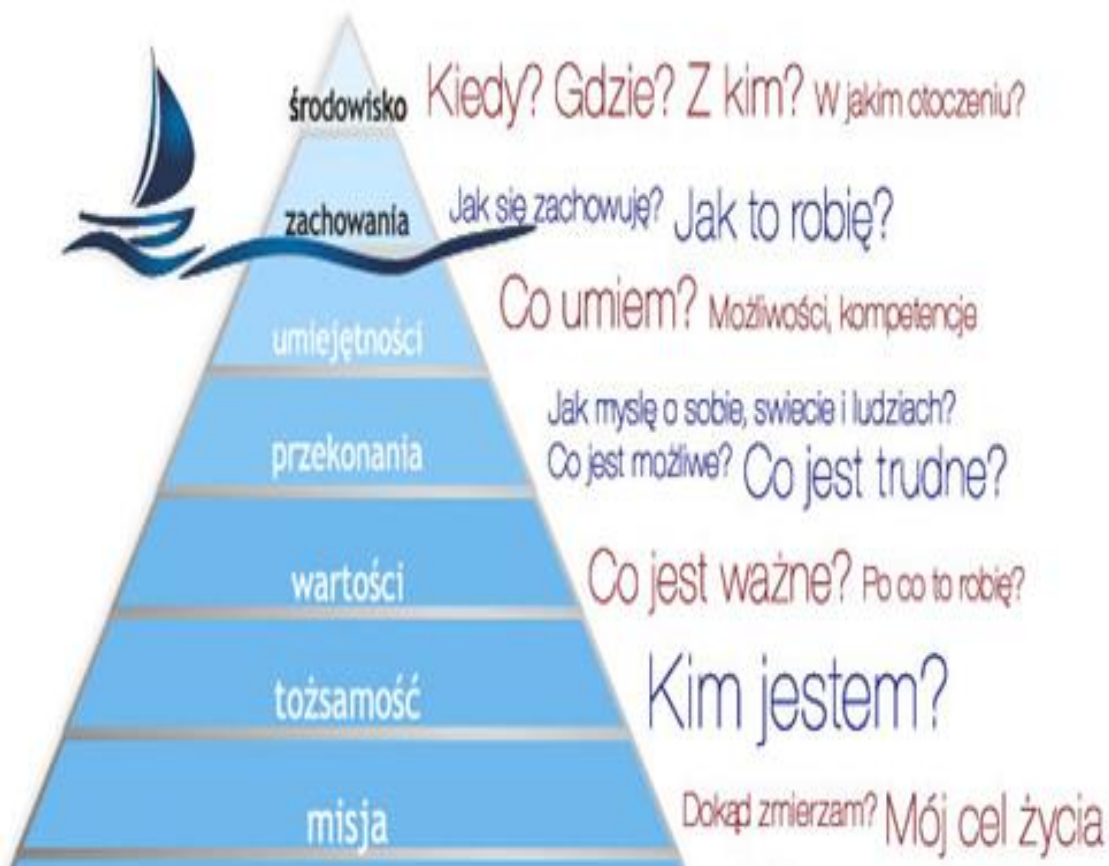 środowisko Kiedy? Gdzie? Z kim? W jakim otoczeniu?
zachowania Jak się zachowuję? Jak to robię?
umiejętności Co umiem? Możliwości, kompetencje
przekonania Jak myslę o sobie, swiecie i ludziach?
Co jest możliwe? Co jest trudne?
wartości Co jest ważne? Po co to robię?
tożsamość Kim jestem?
misja Dokąd zmierzam? Mój cel życia